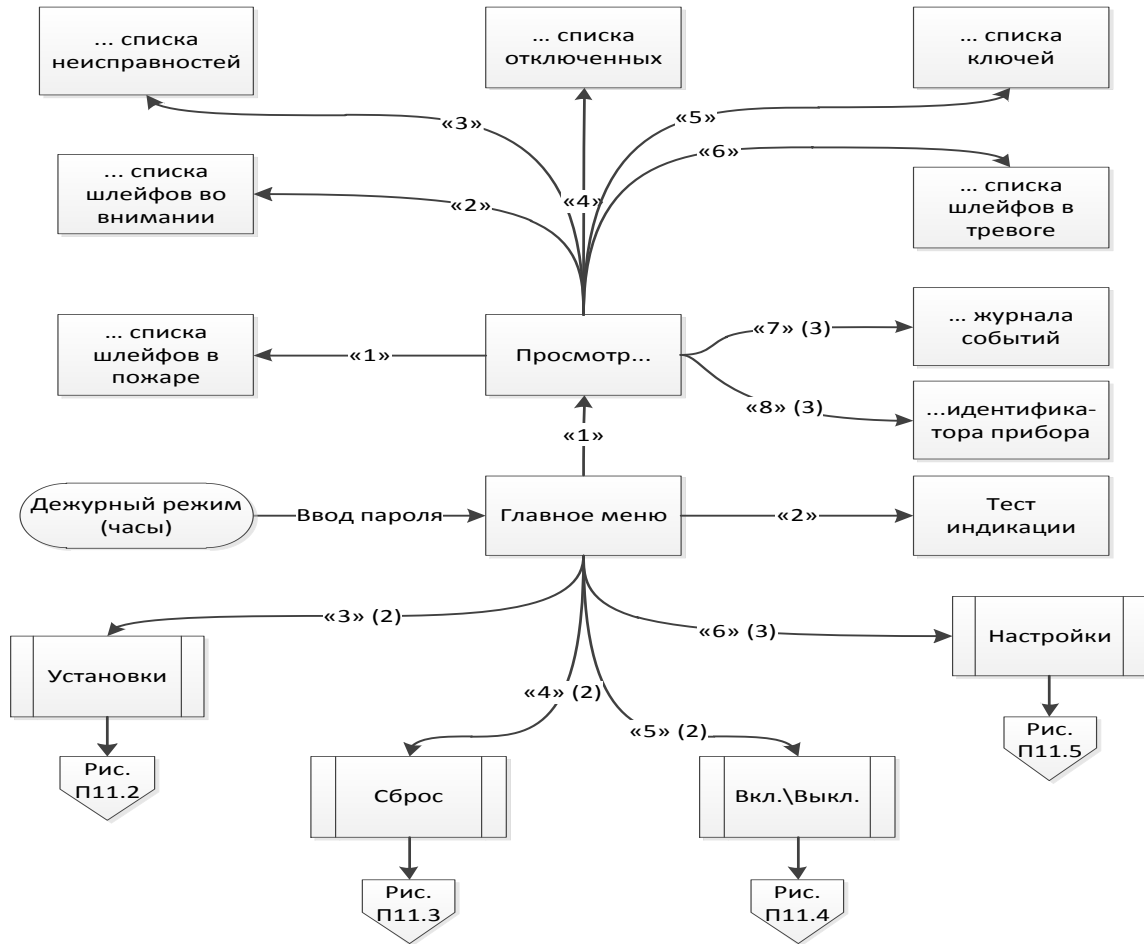 ... списка
неисправностей
... списка
отключенных
... списка
ключей
«3»
«5»
«6»
... списка
шлейфов во
внимании
«2»
«4»
... списка
шлейфов в
тревоге
... списка
шлейфов в
пожаре
«1»
Просмотр...
«7» (3)
... журнала
событий
«8» (3)
...идентифика-
тора прибора
«1»
Дежурный режим
(часы)
Ввод пароля
Главное меню
«2»
Тест
индикации
«3» (2)
«6» (3)
Установки
Настройки
«4» (2)
«5» (2)
Рис.
П11.2
Рис.
П11.5
Сброс
Вкл.\Выкл.
Рис.
П11.3
Рис.
П11.4